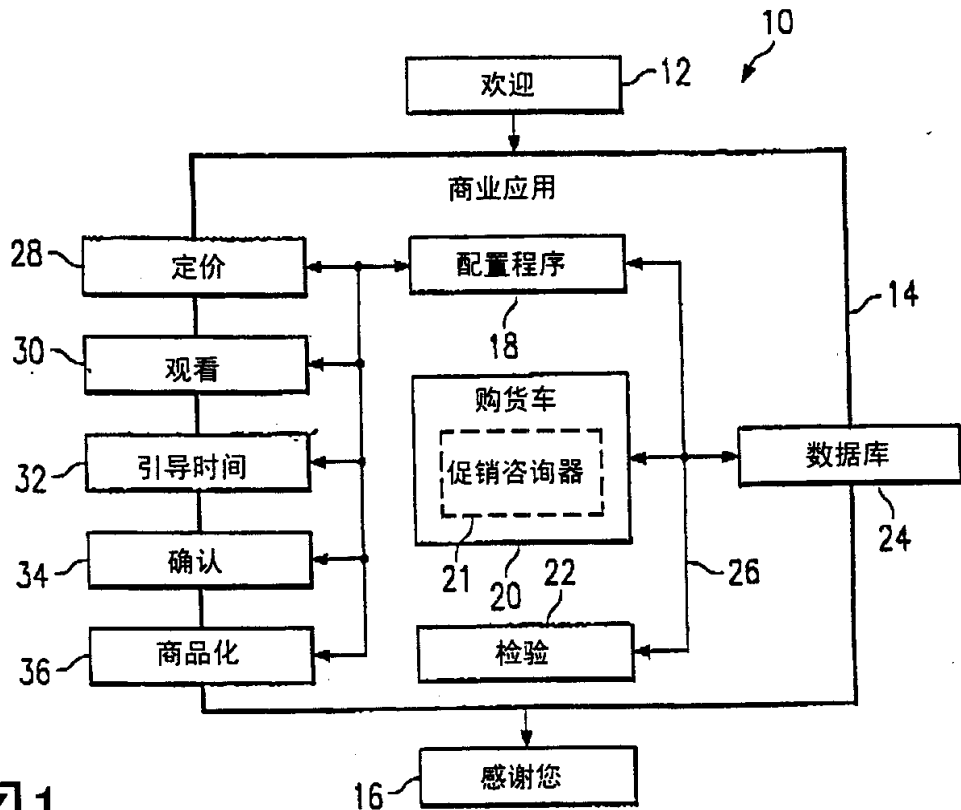 10
欢迎
12
商业应用
28
定价
配置程序
14
18
30
观看
购货车
32
引导时间
促销咨询器
数据库
24
21
20
22
26
34
确认
36
商品化
检验
16
感谢您
图1